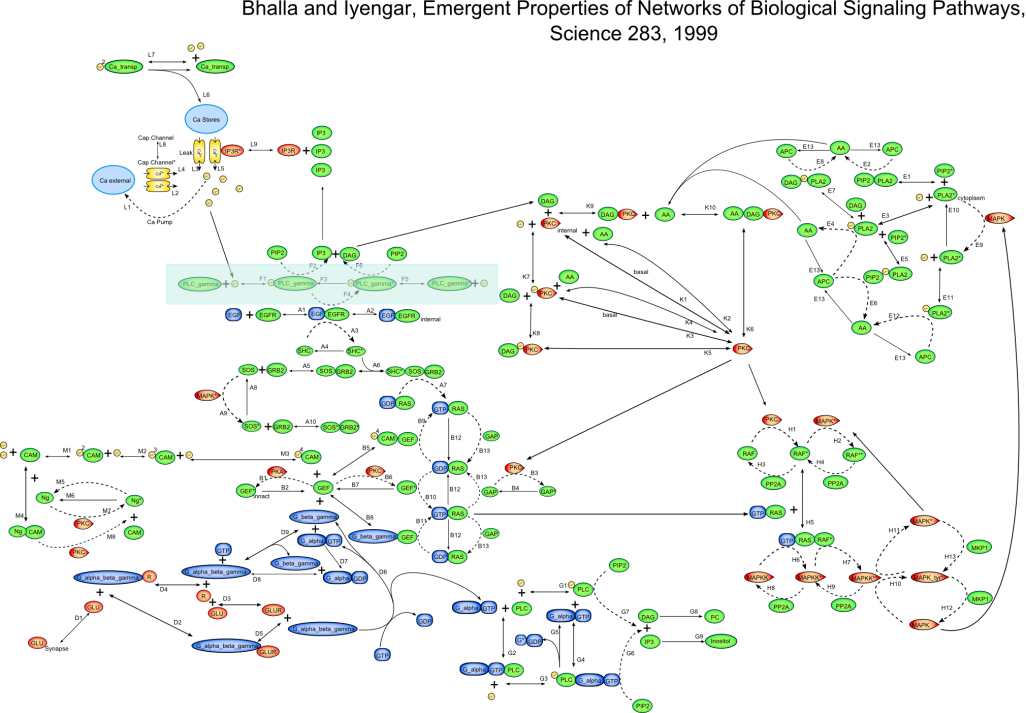 Bhalla and Iyengar, Emergent Properties of Networks of Biological Signaling Pathways,
Science 283, 1999
L7
2
Ca_transp
+
Ca_transp
L6
Ca Stores
Cap Channel
L8
Cap Channel*
Leak
IP3R*
L9
IP3R
+
IP3
IP3
IP3
L3
L5
L4
L2
Ca external
L1
Ca Pump
PIP2
F2
IP3
+
DAG
F6
PIP2
PLC_gamma
+
F1
PLC_gamma
F3
PLC_gamma*
F5
PLC_gamma*
+
F4
EGF
+
EGFR
A1
EGF
EGFR
A2
EGF
EGFR
internal
A3
SHC
A4
SHC*
A6
SOS
+
GRB2
A5
SOS
GRB2
SHC*
SOS
GRB2
MAPK*
A8
A9
A7
GDP
RAS
SOS*
+
GRB2
A10
SOS*
GRB2*
GTP
RAS
B9
B12
GAP
B13
+
CAM
M1
2
CAM
+
M2
3
CAM
+
M3
4
CAM
4
CAM
GEF
B5
GDP
RAS
PKA
B1
PKC
B6
GEF*
Innact
B2
GEF
B7
GEF*
B10
B12
GAP
PKC
B3
B4
GAP*
+
M5
Ng
M6
Ng*
M7
PKC
M4
+
Ng
CAM
M8
CAM
PKC
G_beta_gamma
B8
G_beta_gamma
GEF
B11
GTP
RAS
B12
B13
GAP
GDP
RAS
D9
+
G_alpha
GTP
GTP
+
G_beta_gamma
D7
D6
G_alpha_beta_gamma
D8
+
G_alpha
GDP
G_alpha_beta_gamma
R
D4
+
R
GLU
D3
GLUR
+
GLU
D1
D2
GLU
Synapse
G_alpha_beta_gamma
GLUR
D5
G_alpha_beta_gamma
GDP
GTP
DAG
+
PKC
internal
K9
DAG
PKC
+
AA
K10
AA
DAG
PKC
+
AA
basal
K7
DAG
+
PKC
+
AA
K1
K2
basal
K4
K3
K6
K8
DAG
PKC
K5
PKC
APC
E13
AA
E13
APC
E8
E2
DAG
PLA2
PIP2
PLA2
E1
PIP2*
+
PLA2*
cytoplasm
MAPK
E7
DAG
+
E3
E10
AA
E4
PLA2
+
PIP2*
E9
E5
PIP2
PLA2
+
PLA2*
E13
APC
E6
E11
PLA2*
E13
AA
E12
E13
APC
PKC
H1
MAPK*
H2
RAF
RAF*
RAF**
H3
H4
PP2A
PP2A
GTP
RAS
+
H5
GTP
RAS
RAF*
MAPK*
H11
H6
H7
H13
MKP1
MAPKK
MAPKK*
MAPKK**
MAPK_tyr*
H8
H9
H10
PP2A
PP2A
H12
MKP1
MAPK
+
G1
PLC
PIP2
G_alpha
GTP
+
PLC
G_alpha
GTP
G7
DAG
G8
PC
+
+
G*
GDP
G5
IP3
G9
Inositol
G2
G4
G6
G_alpha
GTP
PLC
+
G3
PLC
G_alpha
GTP
PIP2